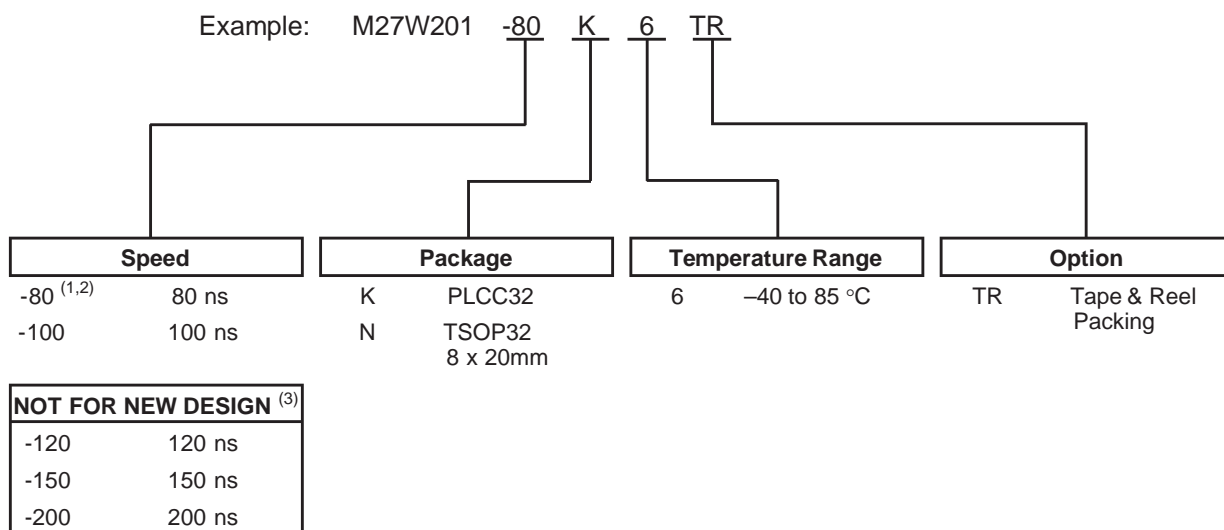 Example: M27W201 -80 K 6 TR
Speed
-80 (1,2) 80 ns
-100 100 ns
NOT FOR NEW DESIGN (3)
-120 120 ns
-150 150 ns
-200 200 ns
Package
K PLCC32
N TSOP32
8 x 20mm
Temperature Range
6 –40 to 85 °C
Option
TR Tape & Reel
Packing